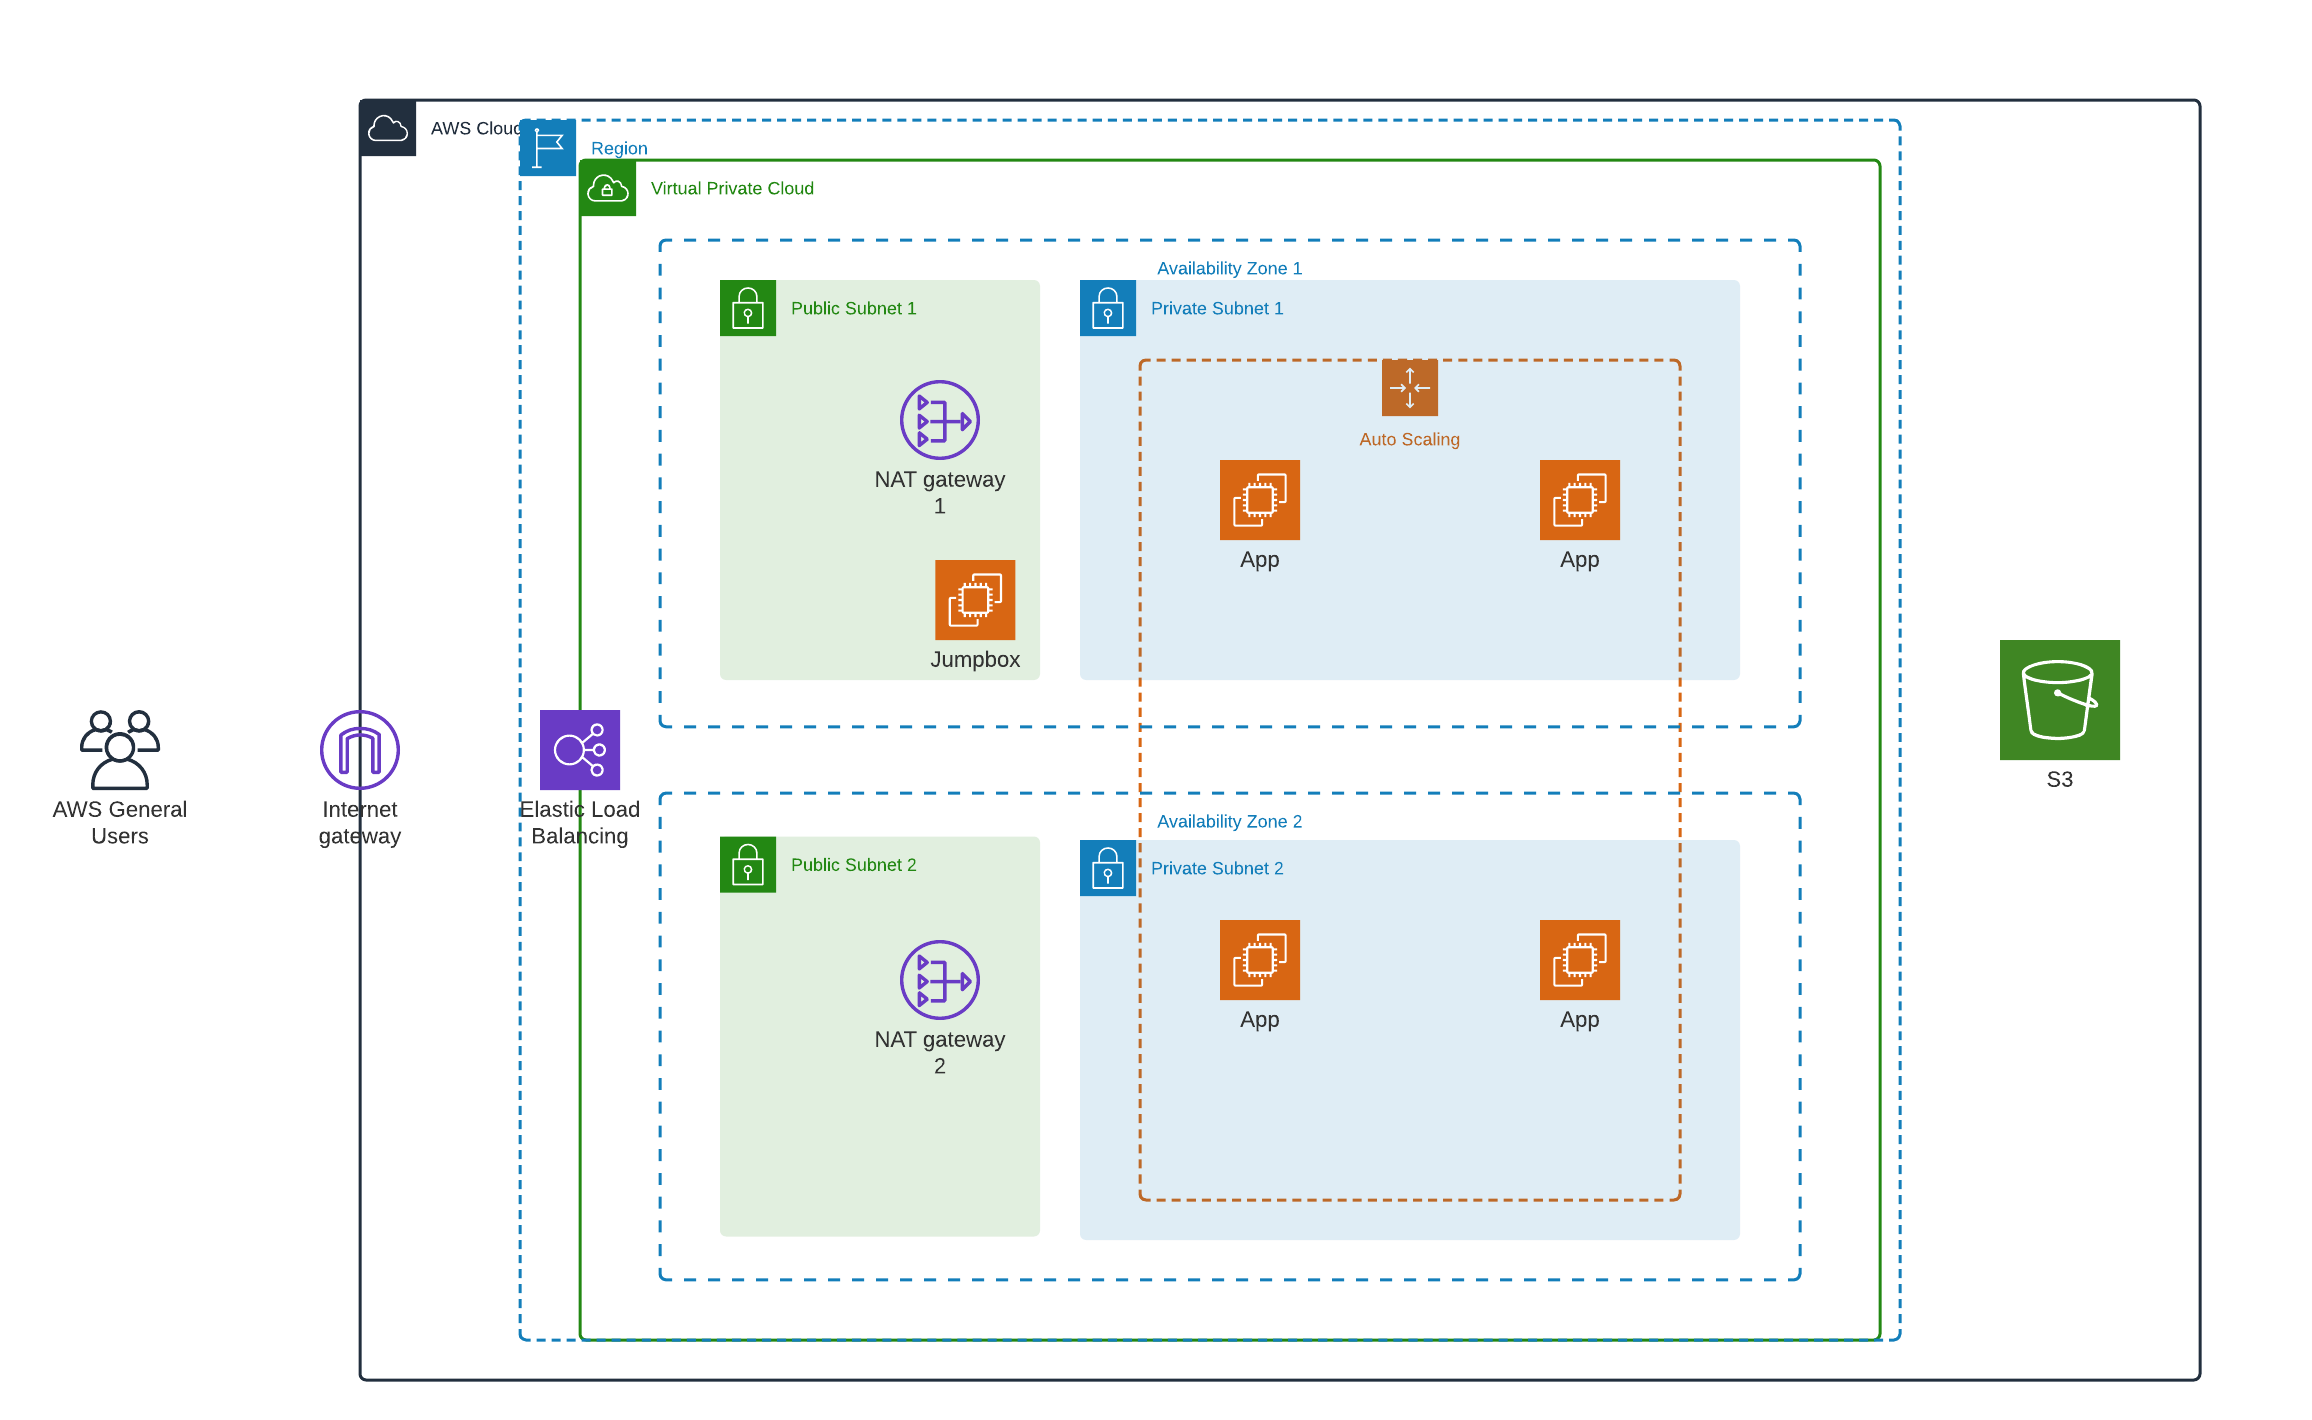 AWS Cloud
Region
Virtual Private Cloud
Availability Zone 1
Public Subnet 1
Private Subnet 1
Auto Scaling
NAT gateway
1
App
App
Jumpbox
AWS General
Users
Internet
gateway
Elastic Load
Balancing
S3
Availability Zone 2
Public Subnet 2
Private Subnet 2
NAT gateway
2
App
App